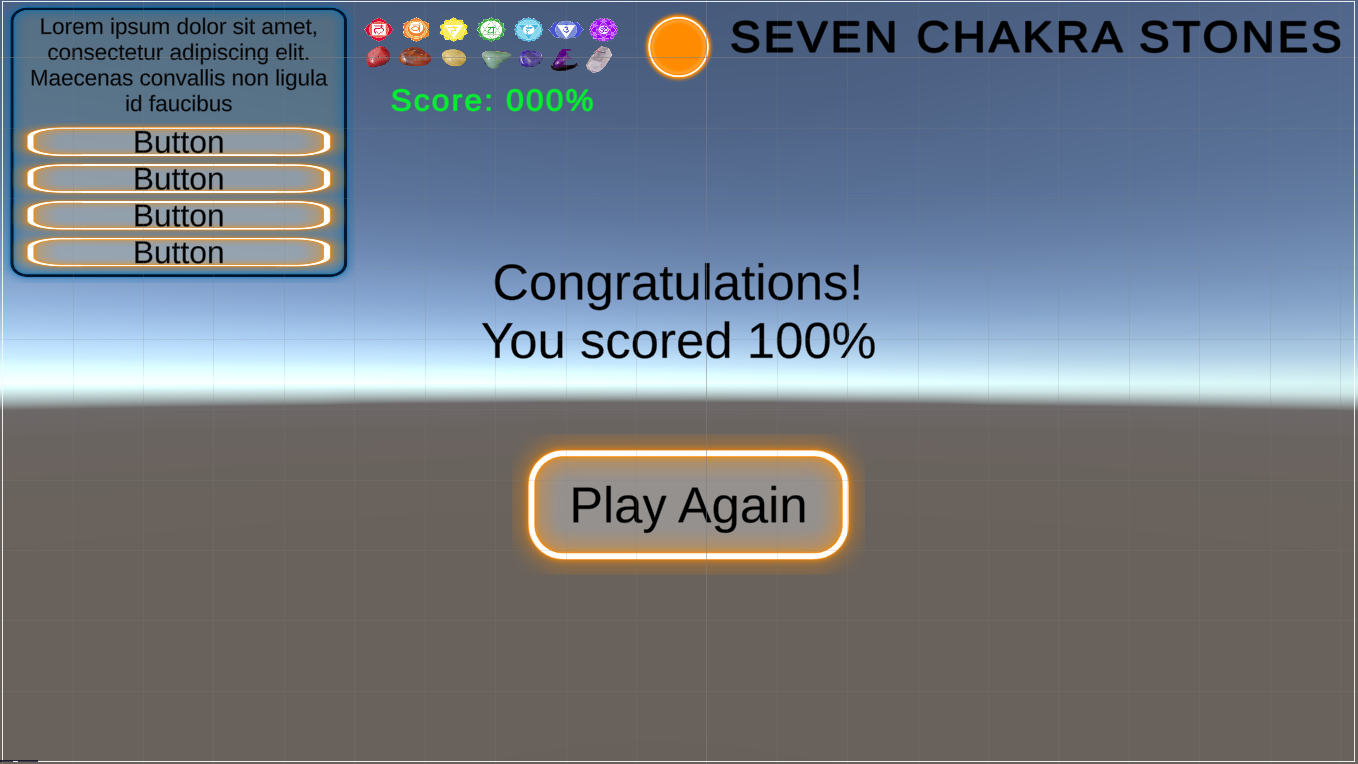 Lorem ipsum dolor sit amet,
consectetur adipiscing elit.
Maecenas convallis non ligula
id faucibus
Button
Button
Button
Button
Score: 000%
SEVEN CHAKRA STONES
Congratulations!
You scored 100%
Play Again